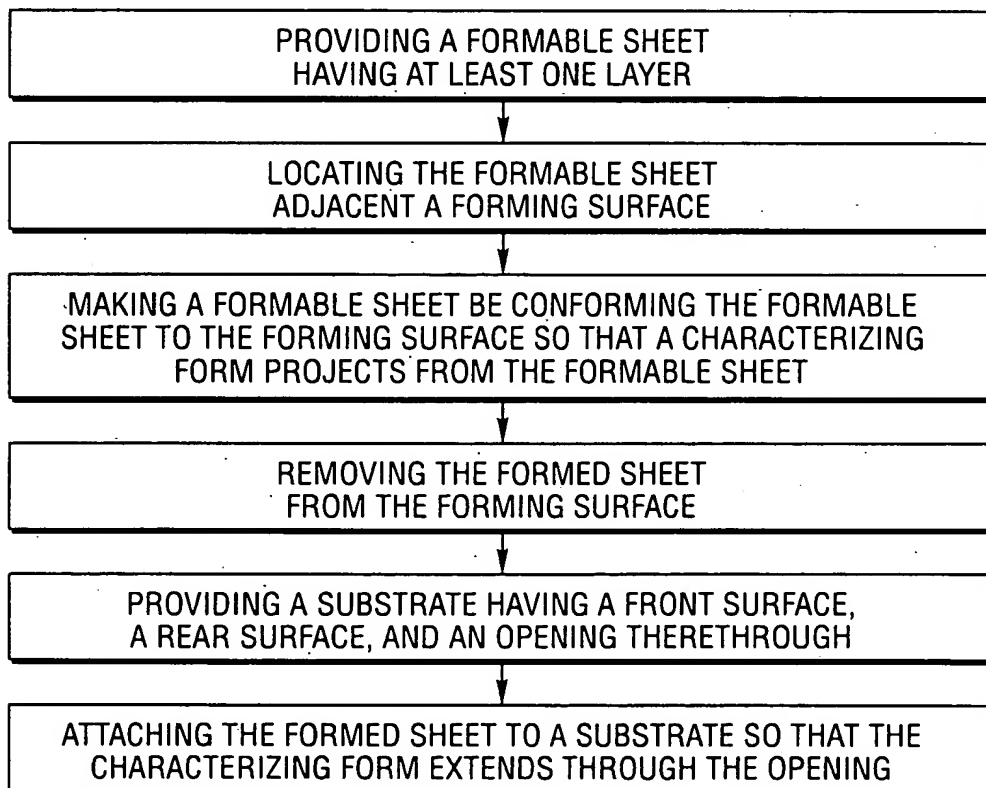 PROVIDING A FORMABLE SHEET
HAVING AT LEAST ONE LAYER
LOCATING THE FORMABLE SHEET
ADJACENT A FORMING SURFACE
MAKING A FORMABLE SHEET BE CONFORMING THE FORMABLE
SHEET TO THE FORMING SURFACE SO THAT A CHARACTERIZING
FORM PROJECTS FROM THE FORMABLE SHEET
REMOVING THE FORMED SHEET
FROM THE FORMING SURFACE
PROVIDING A SUBSTRATE HAVING A FRONT SURFACE,
A REAR SURFACE, AND AN OPENING THERETHROUGH
ATTACHING THE FORMED SHEET TO A SUBSTRATE SO THAT THE
CHARACTERIZING FORM EXTENDS THROUGH THE OPENING